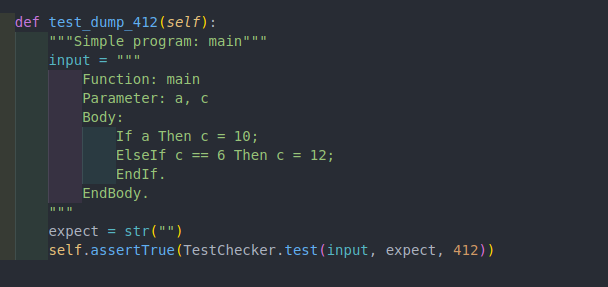 def test_dump_412(self):
    """Simple program: main"""
    input = """
        Function: main
        Parameter: a, c
        Body:
            If a Then c = 10;
            ElseIf c == 6 Then c = 12;
            EndIf.
        EndBody.
    """
    expect = str("")
    self.assertTrue(TestChecker.test(input, expect, 412))